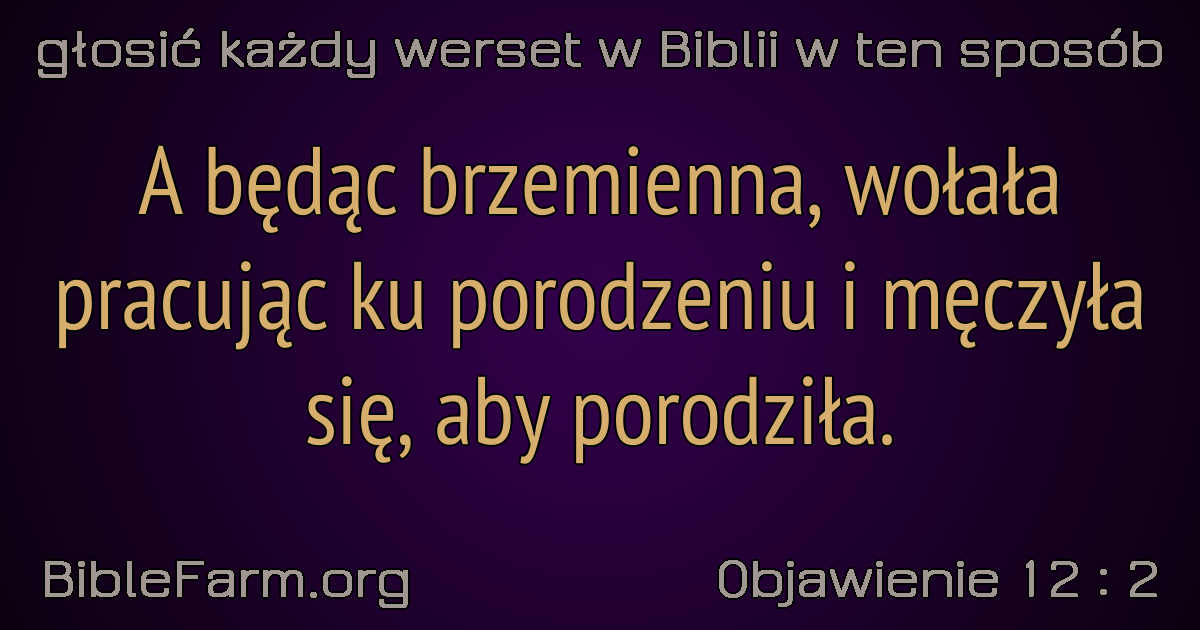 głosić każdy werset w Biblii w ten sposób
A będąc brzemienna, wołała
pracując ku porodzeniu i męczyła
się, aby porodziła.
BibleFarm.org
Objawienie 12 : 2